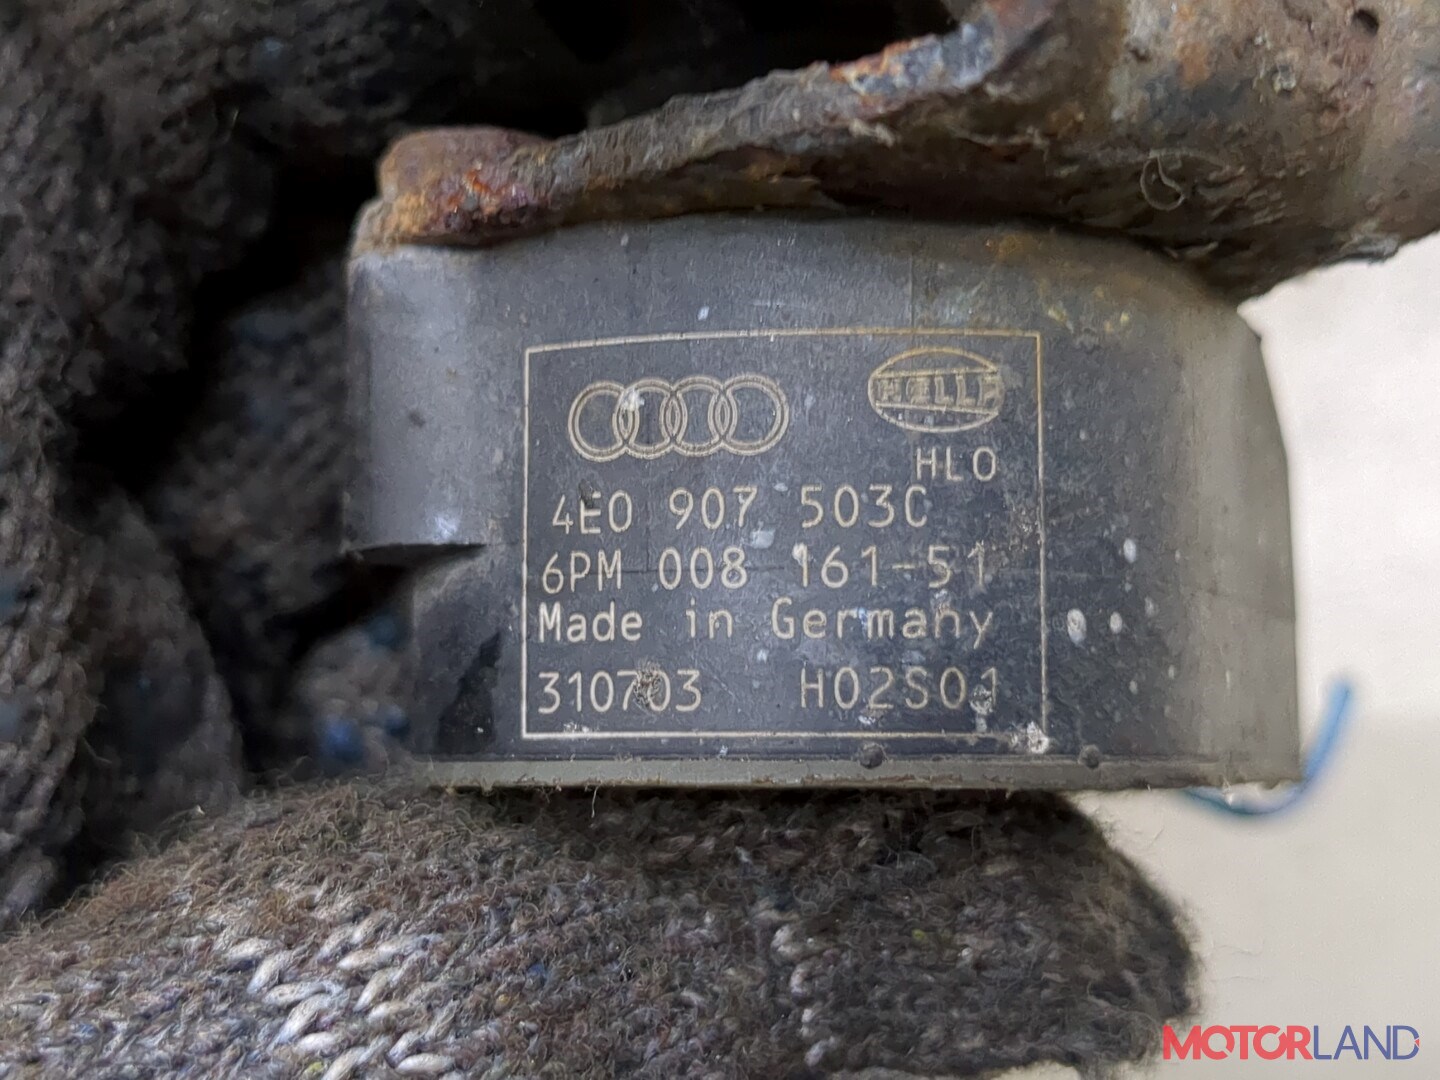 HELLA
HLO
4E0 907 503C
6PM 008 161-51
Made in Germany
310703 H02S01
MOTORLAND